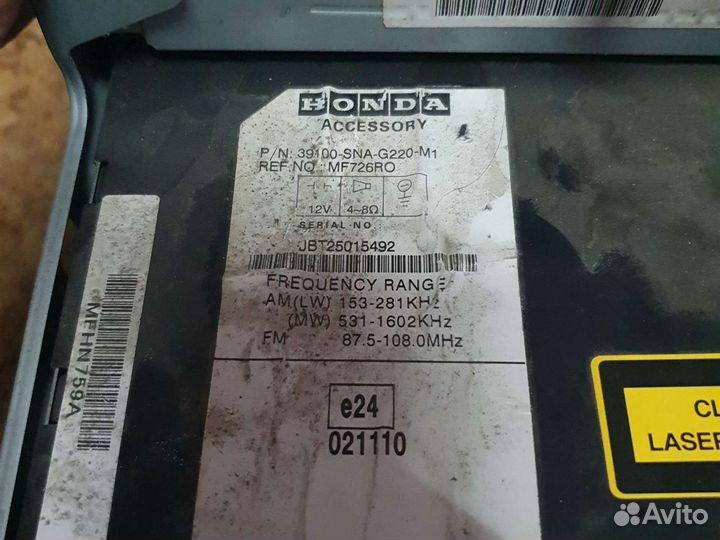 HONDA
ACCESSORY
P/N: 39100-SNA-G220-M1
REF.NO.: MF726RO
12V 4~8Ω
SERIAL NO
JBT25015492
FREQUENCY RANGE
AM(LW) 153-281KHz
(MW) 531-1602KHz
FM 87.5-108.0MHz
e24
021110
MFHN759A
CL
LASER
Avito